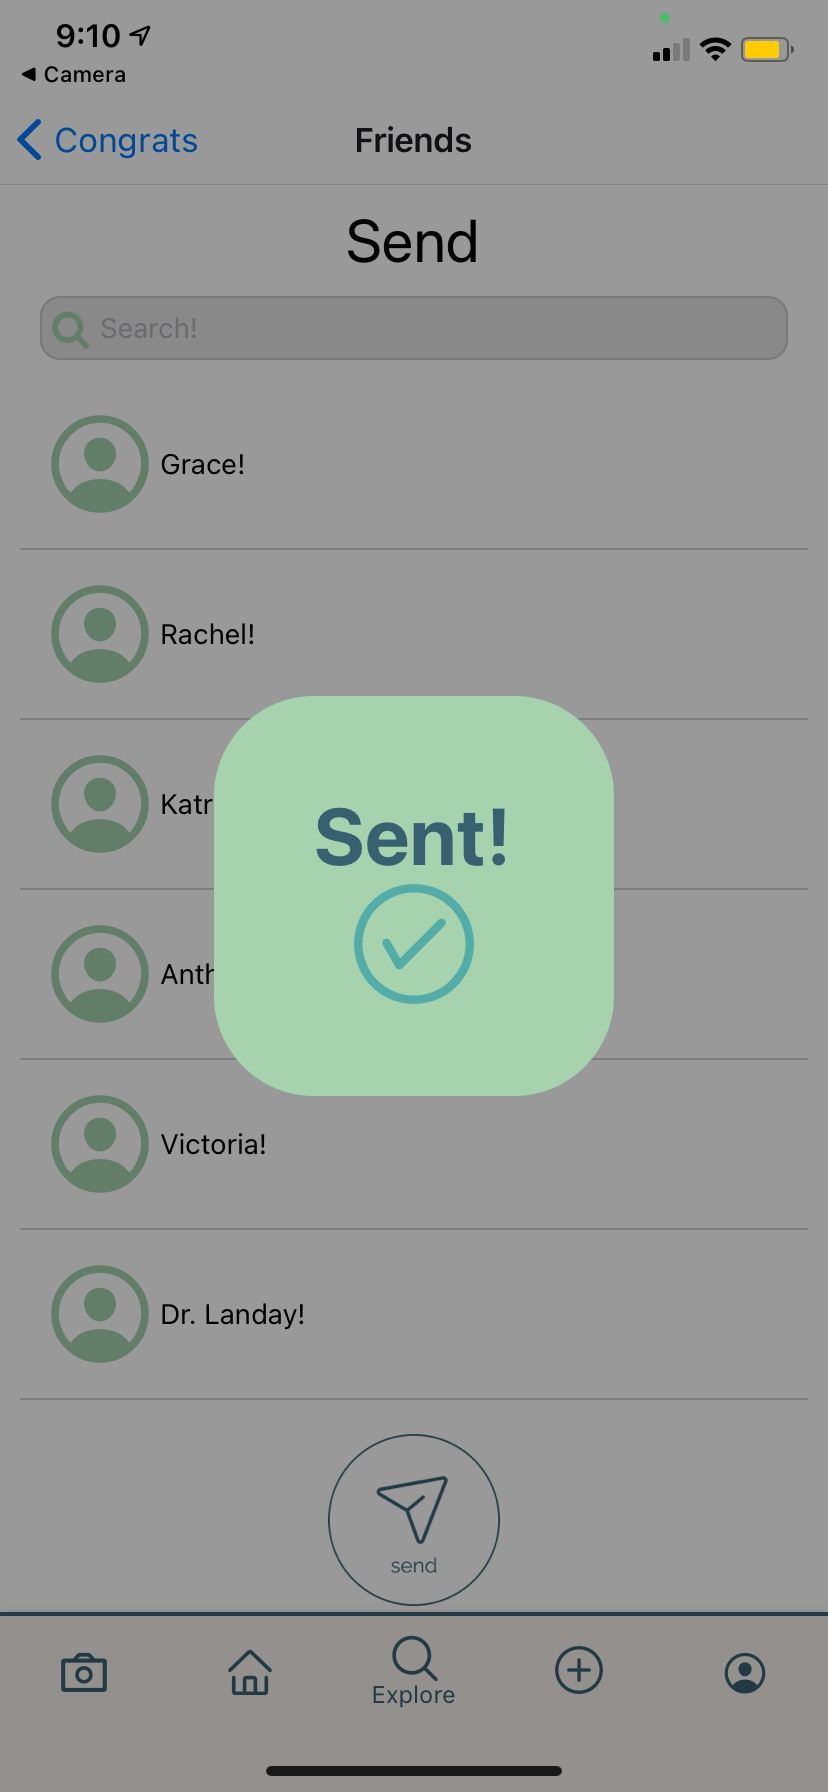 9:10
Camera
Congrats
Friends
Send
Search!
Grace!
Rachel!
Katr
Sent!
Anth
Victoria!
Dr. Landay!
send
Explore